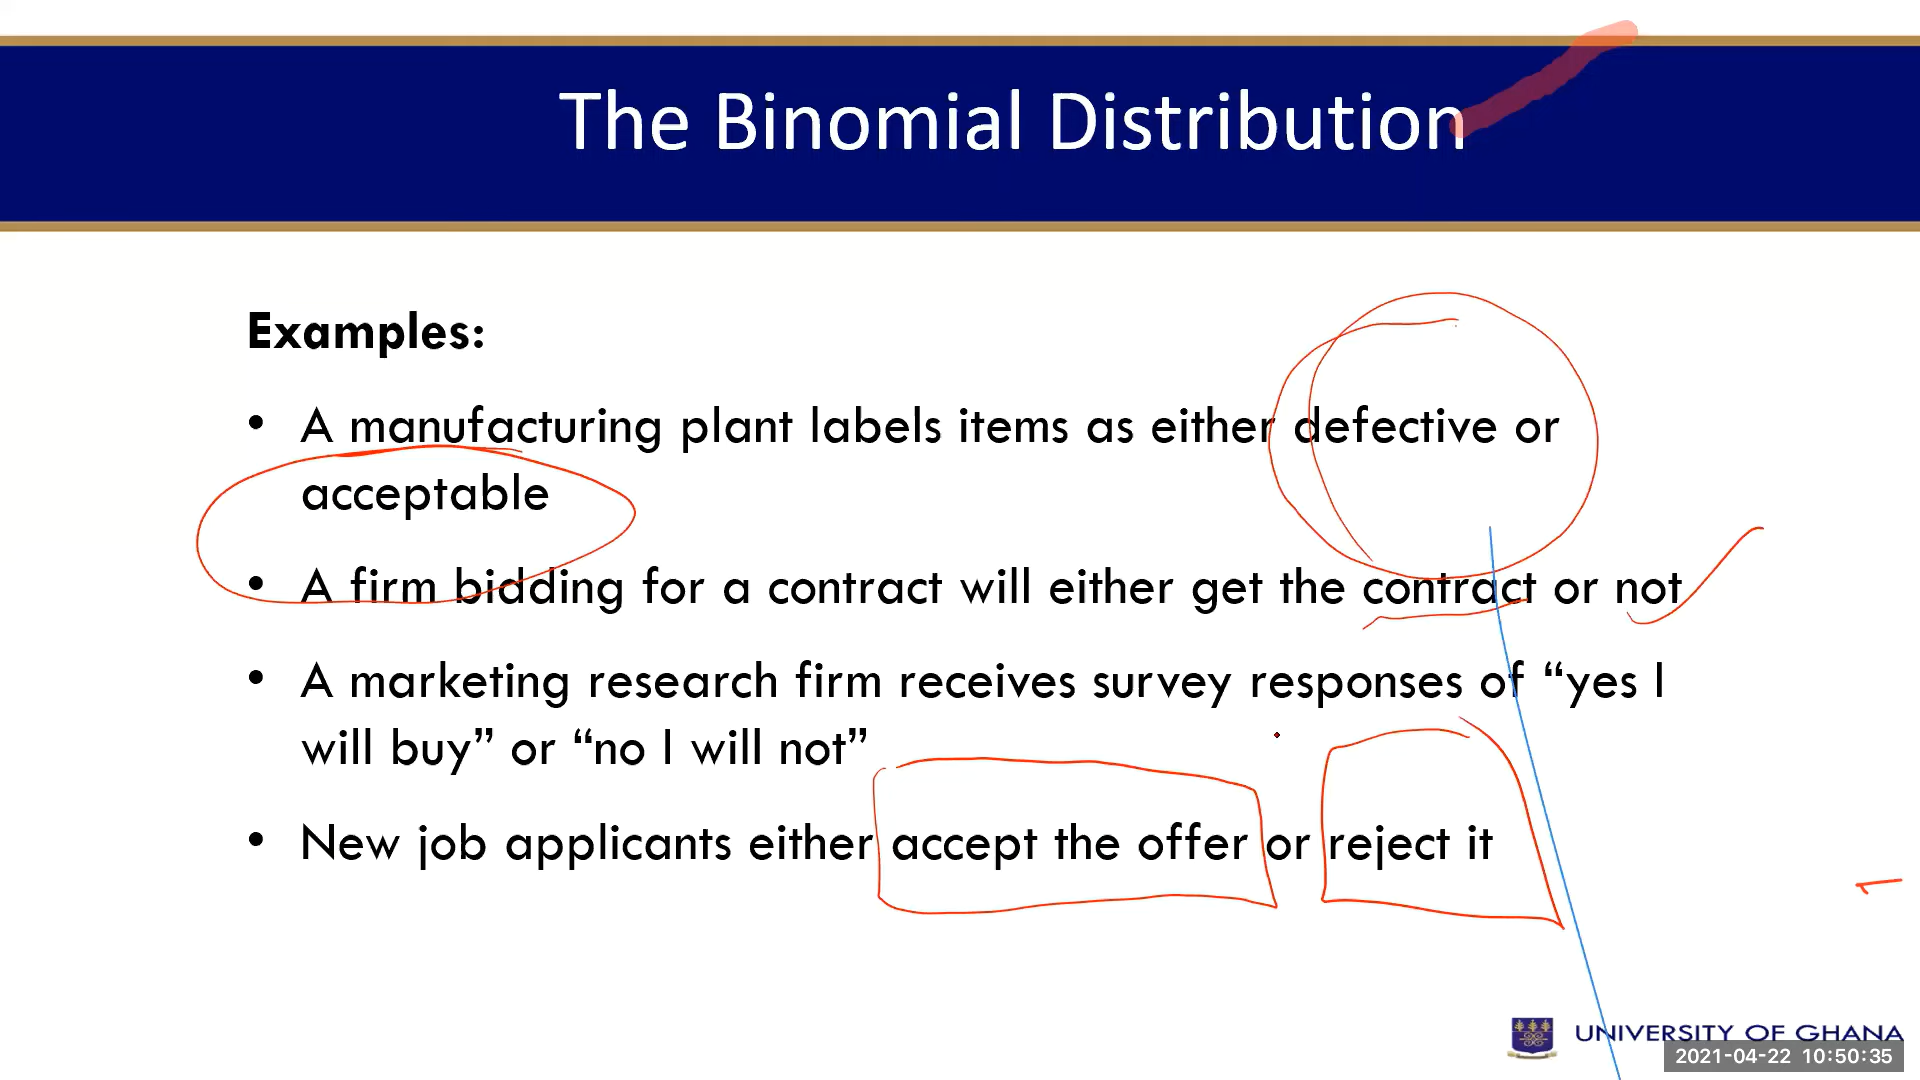 The Binomial Distribution
Examples:
• A manufacturing plant labels items as either defective or
acceptable
• A firm bidding for a contract will either get the contract or not
• A marketing research firm receives survey responses of “yes I
will buy” or “no I will not”
• New job applicants either accept the offer or reject it
UNIVERSITY OF GHANA
2021-04-22 10:50:35